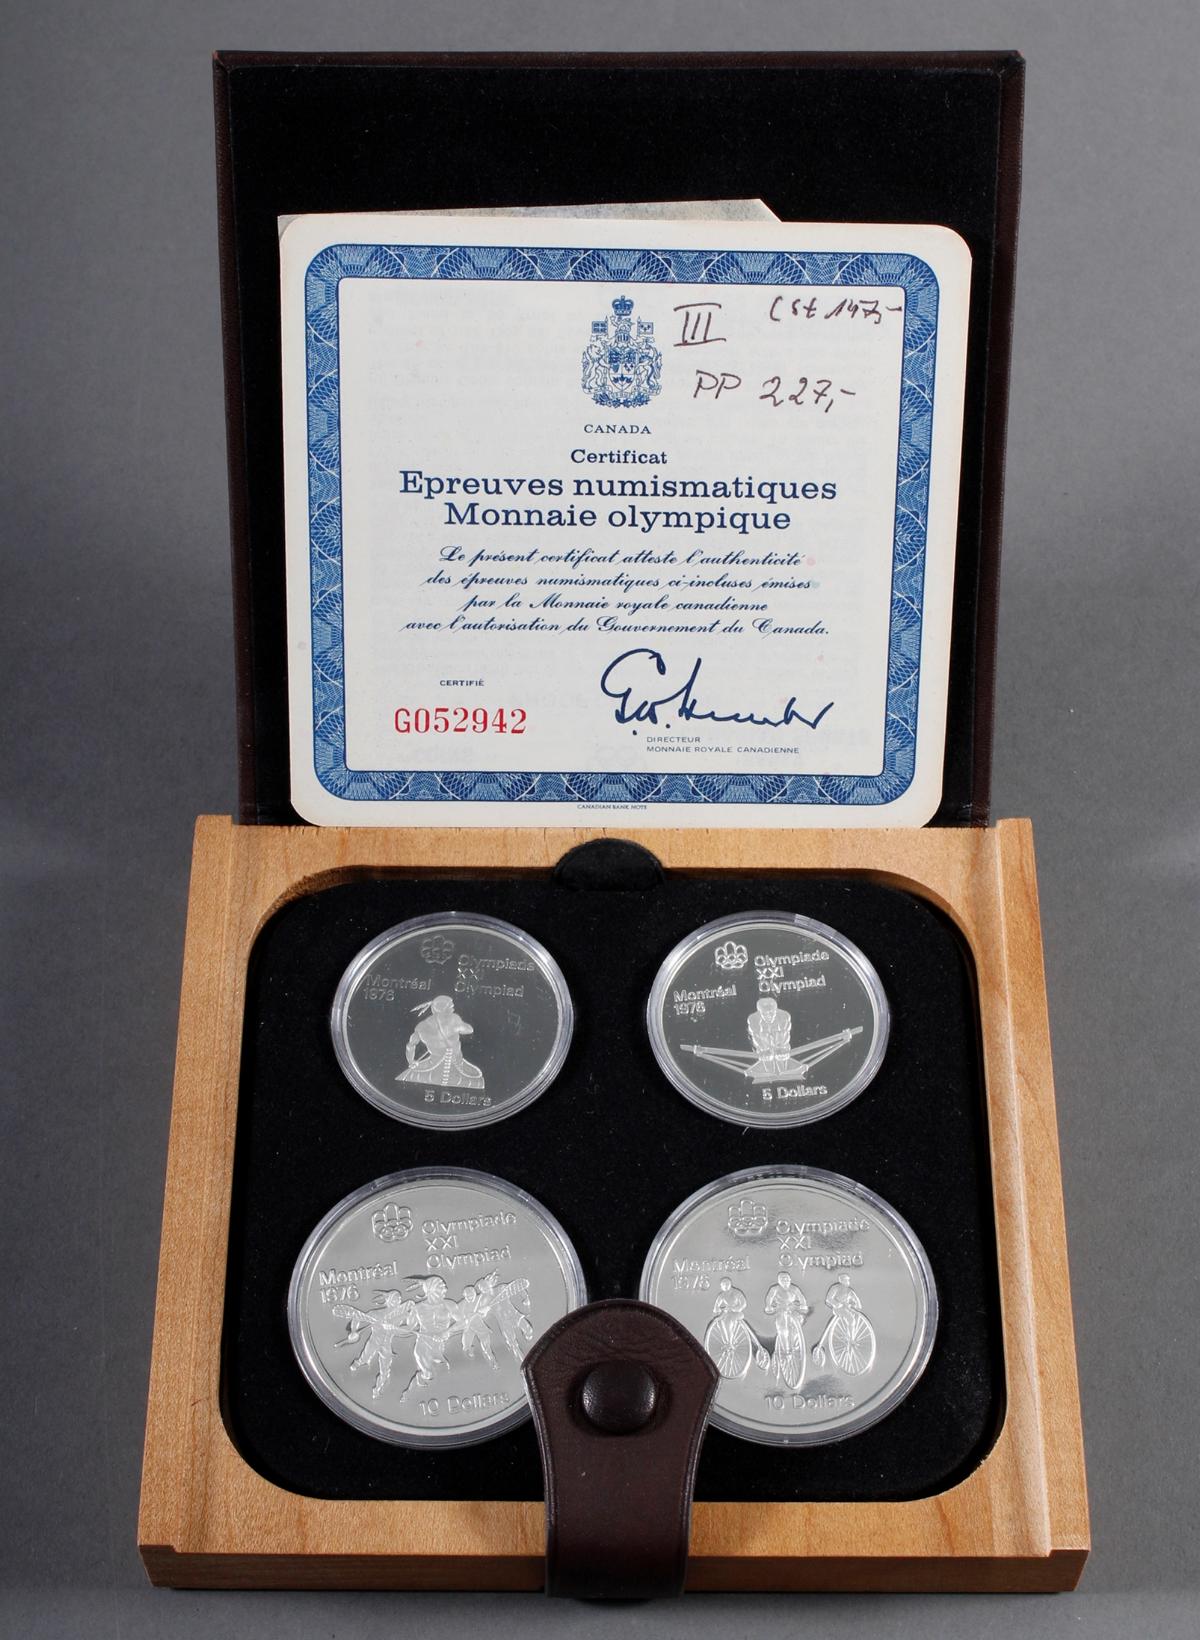 III
(St 147,-
PP 227,-
CANADA
Certificat
Epreuves numismatiques
Monnaie olympique
Le présent certificat atteste l'authenticité
des épreuves numismatiques ci-incluses émises
par la Monnaie royale canadienne
avec l'autorisation du Gouvernement du Canada.
CERTIFIÉ
G052942
DIRECTEUR
MONNAIE ROYALE CANADIENNE
CANADIAN BANK NOTE
Olympiade
XXI
Olympiad
Montréal
1976
5 Dollars
Olympiade
XXI
Olympiad
Montréal
1976
5 Dollars
Olympiade
XXI
Olympiad
Montréal
1976
10 Dollars
Olympiade
XXI
Olympiad
Montréal
1976
10 Dollars